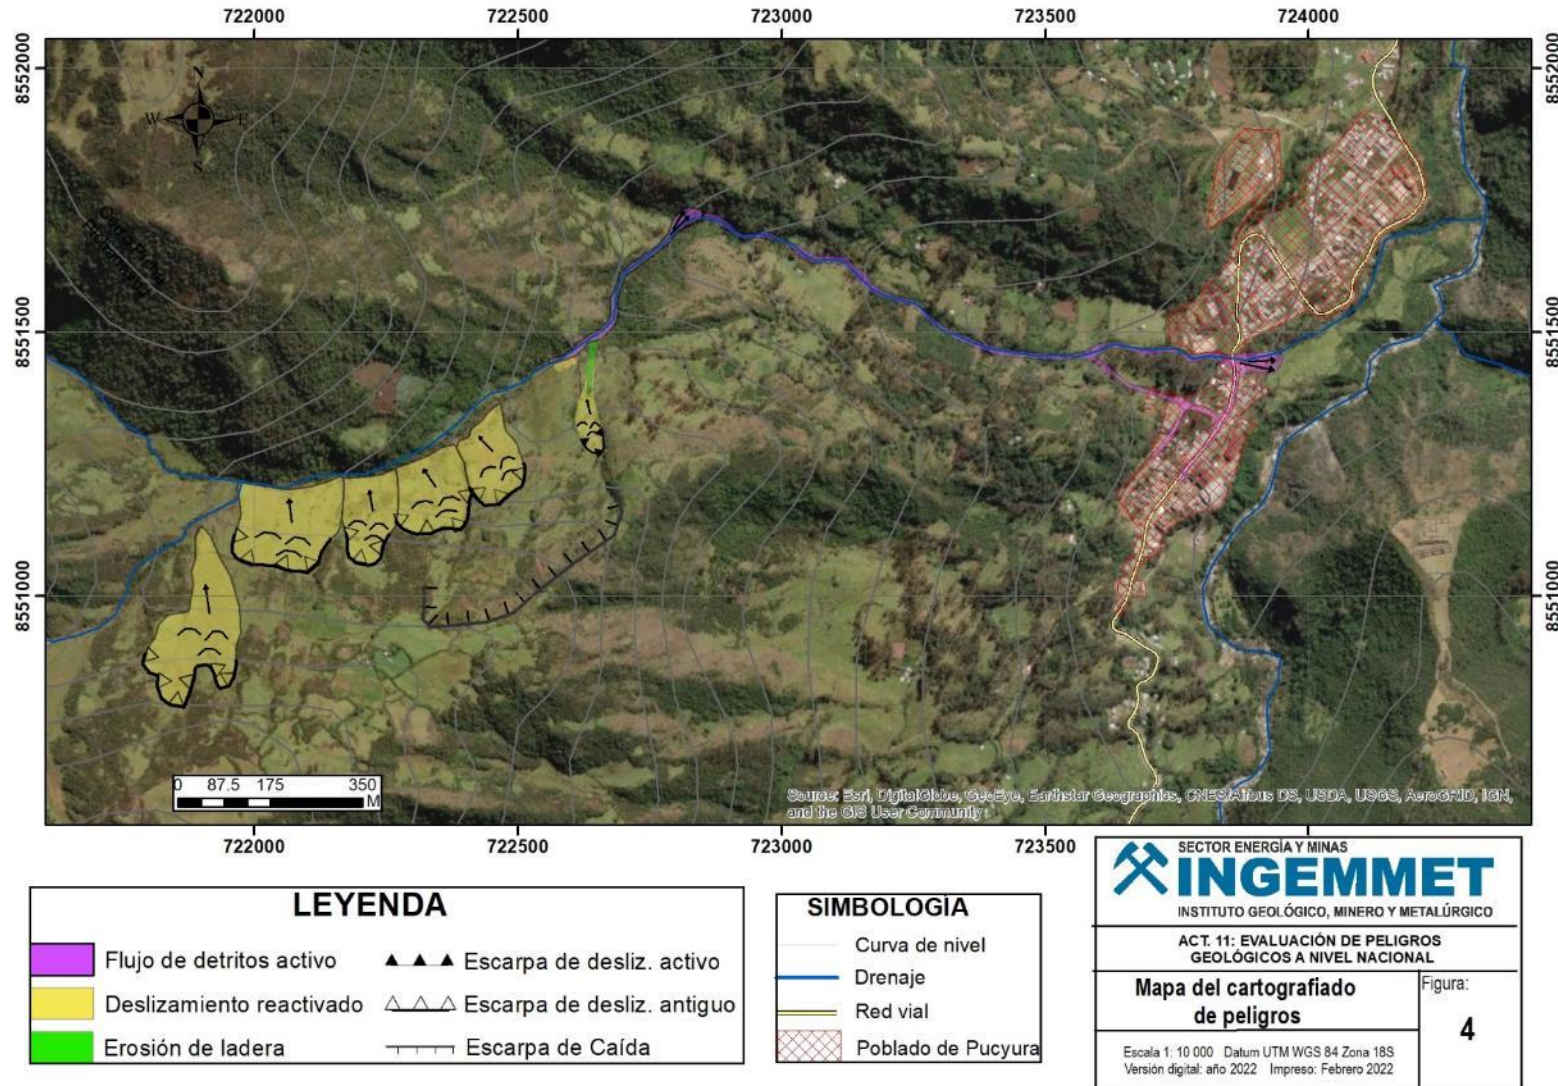 722000 722500 723000 723500 724000
8552000 8552000
N
W E
S
8551500 8551500
8551000 8551000
0 87.5 175 350
M
Source: Esri, DigitalGlobe, GeoEye, Earthstar Geographics, CNES/Airbus DS, USDA, USGS, AeroGRID, IGN,
and the GIS User Community
722000 722500 723000 723500 724000
LEYENDA
Flujo de detritos activo
Deslizamiento reactivado
Erosión de ladera
Escarpa de desliz. activo
Escarpa de desliz. antiguo
Escarpa de Caída
SIMBOLOGÍA
Curva de nivel
Drenaje
Red vial
Poblado de Pucyura
SECTOR ENERGÍA Y MINAS
INGEMMET
INSTITUTO GEOLÓGICO, MINERO Y METALÚRGICO
ACT. 11: EVALUACIÓN DE PELIGROS
GEOLÓGICOS A NIVEL NACIONAL
Mapa del cartografiado
de peligros
Figura:
4
Escala 1: 10 000 Datum UTM WGS 84 Zona 18S
Versión digital: año 2022 Impreso: Febrero 2022